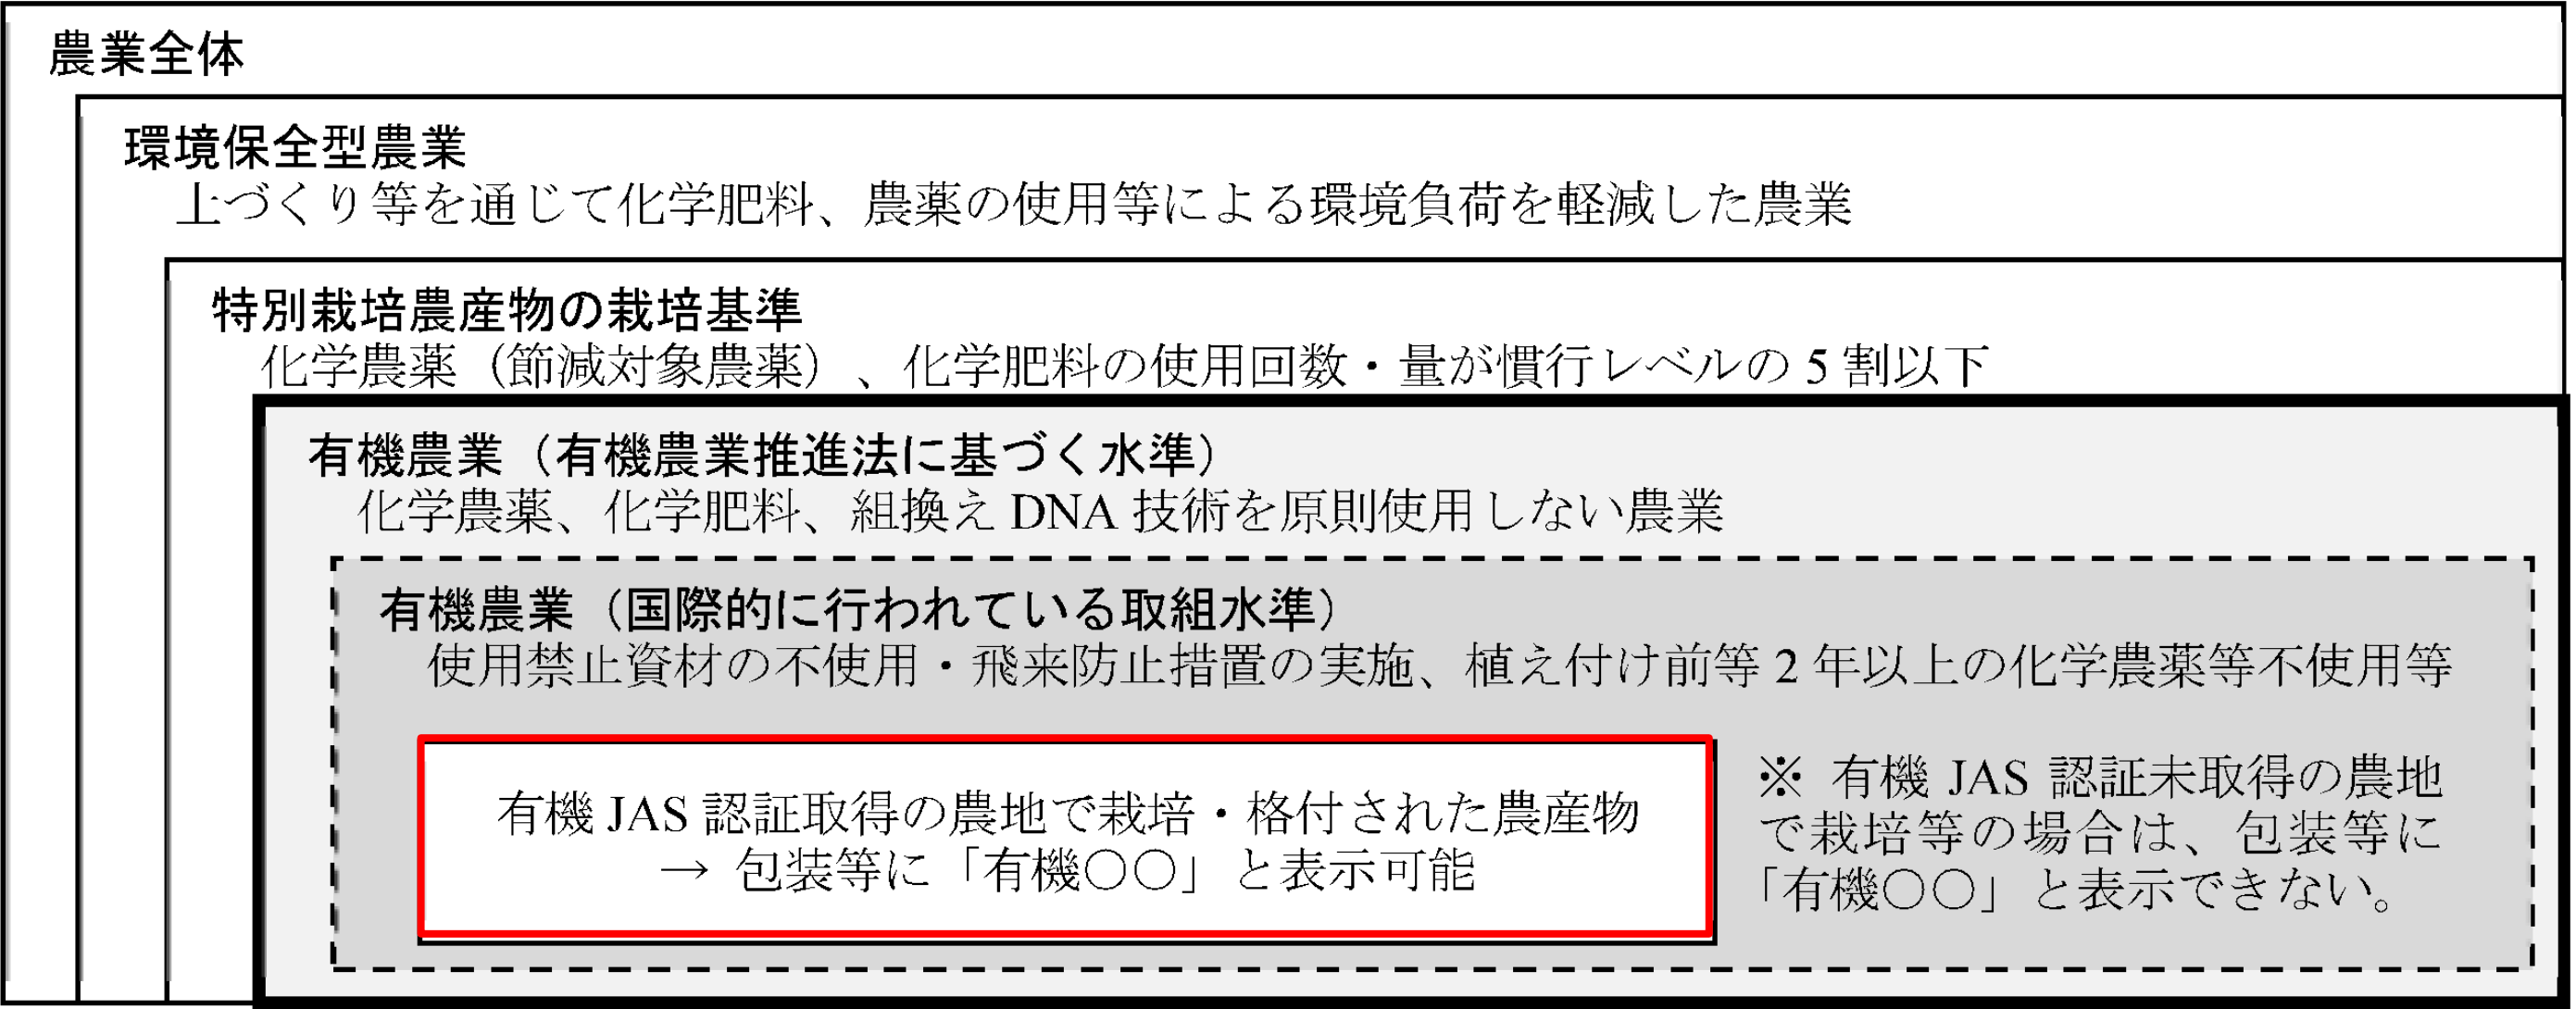 農業全体
環境保全型農業
上づくり等を通じて化学肥料、農薬の使用等による環境負荷を軽減した農業
特別栽培農産物の栽培基準
化学農薬（節減対象農薬）、化学肥料の使用回数・量が慣行レベルの 5 割以下
有機農業（有機農業推進法に基づく水準）
化学農薬、化学肥料、組換え DNA 技術を原則使用しない農業
有機農業（国際的に行われている取組水準）
使用禁止資材の不使用・飛来防止措置の実施、植え付け前等 2 年以上の化学農薬等不使用等
有機 JAS 認証取得の農地で栽培・格付された農産物
→ 包装等に「有機〇〇」と表示可能
※ 有機 JAS 認証未取得の農地
で栽培等の場合は、包装等に
「有機〇〇」と表示できない。